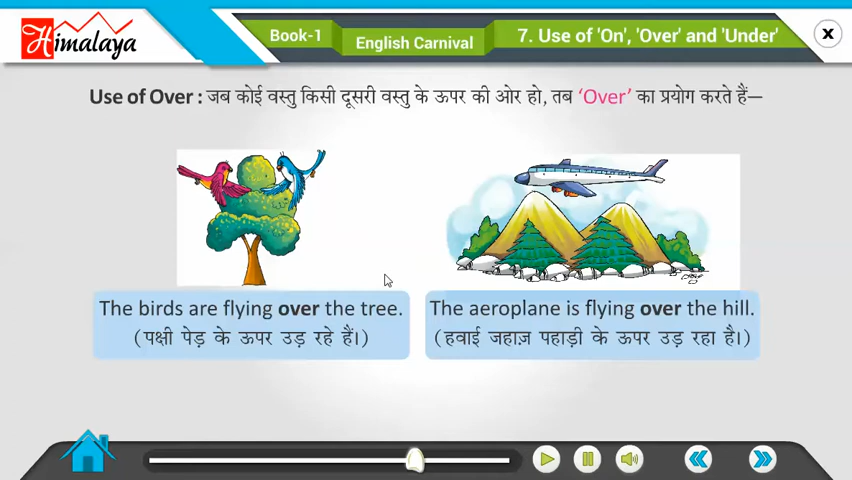 Himalaya
Book-1
English Carnival
7. Use of 'On', 'Over' and 'Under'
X
Use of Over : जब कोई वस्तु किसी दूसरी वस्तु के ऊपर की ओर हो, तब 'Over' का प्रयोग करते हैं—
The birds are flying over the tree.
(पक्षी पेड़ के ऊपर उड़ रहे हैं।)
The aeroplane is flying over the hill.
(हवाई जहाज़ पहाड़ी के ऊपर उड़ रहा है।)